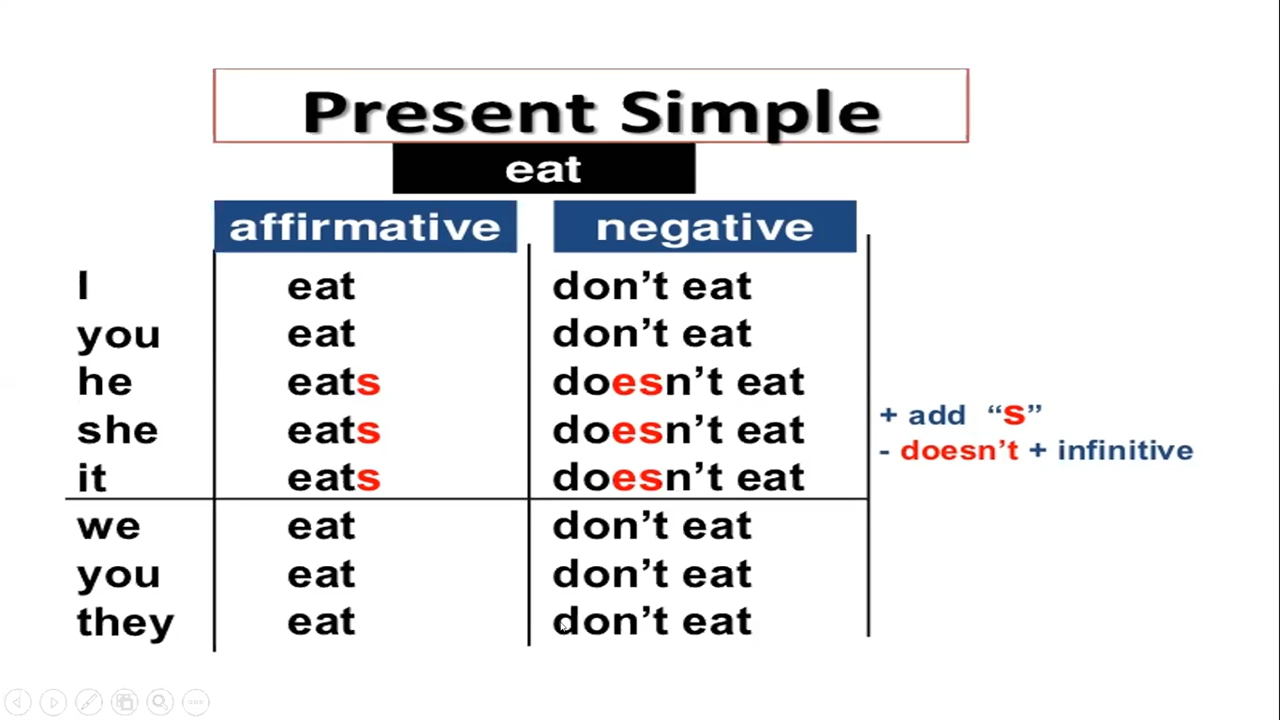 Present Simple
eat
affirmative negative
I eat don’t eat
you eat don’t eat
he eats doesn’t eat
she eats doesn’t eat
it eats doesn’t eat
+ add “s”
- doesn’t + infinitive
we eat don’t eat
you eat don’t eat
they eat don’t eat